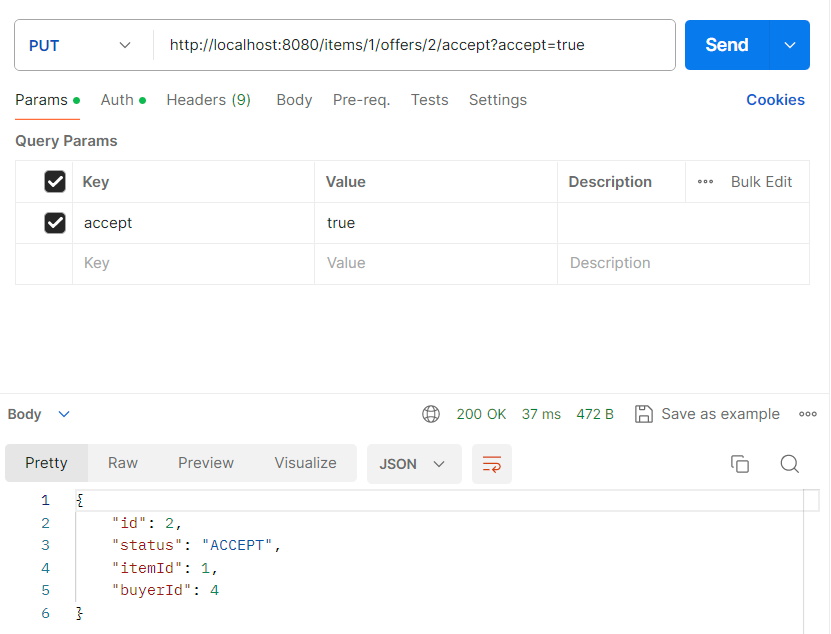 PUT http://localhost:8080/items/1/offers/2/accept?accept=true Send
Params Auth Headers (9) Body Pre-req. Tests Settings Cookies
Query Params
Key Value Description Bulk Edit
accept true
Key Value Description
Body 200 OK 37 ms 472 B Save as example
Pretty Raw Preview Visualize JSON
1 {
2 "id": 2,
3 "status": "ACCEPT",
4 "itemId": 1,
5 "buyerId": 4
6 }